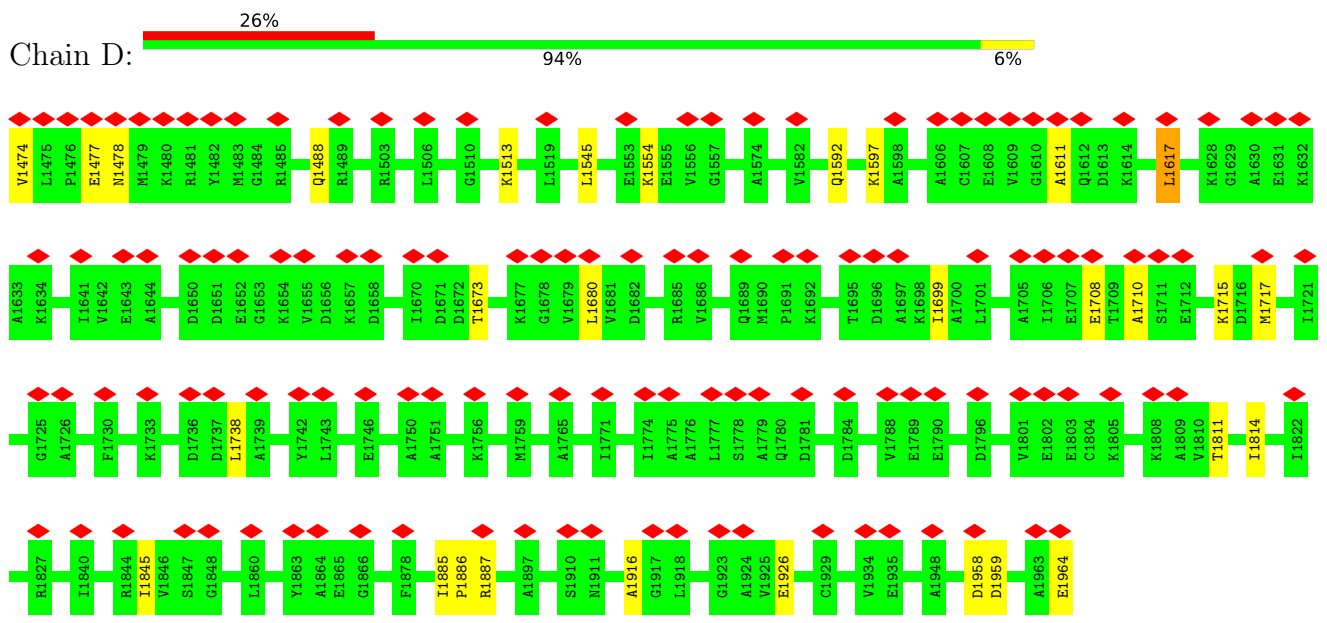 26%
Chain D:
94% 6%
V1474 L1475 P1476 E1477 N1478 M1479 K1480 R1481 Y1482 M1483 G1484 R1485 Q1488 R1489 R1503 L1506 G1510 K1513 L1519 L1545 E1553 K1554 E1555 V1556 G1557 A1574 V1582 Q1592 K1597 A1598 A1606 C1607 E1608 V1609 G1610 A1611 Q1612 D1613 K1614 L1617 K1628 G1629 A1630 E1631 K1632
A1633 K1634 I1641 V1642 E1643 A1644 D1650 D1651 E1652 G1653 K1654 V1655 D1656 K1657 D1658 I1670 D1671 D1672 T1673 K1677 G1678 V1679 L1680 V1681 D1682 R1685 V1686 Q1689 M1690 P1691 K1692 T1695 D1696 A1697 K1698 I1699 A1700 L1701 A1705 I1706 E1707 E1708 T1709 A1710 S1711 E1712 K1715 D1716 M1717 I1721
G1725 A1726 F1730 K1733 D1736 D1737 L1738 A1739 Y1742 L1743 E1746 A1750 A1751 K1756 M1759 A1765 I1771 I1774 A1775 A1776 L1777 S1778 A1779 Q1780 D1781 D1784 V1788 E1789 E1790 D1796 V1801 E1802 E1803 C1804 K1805 K1808 A1809 V1810 T1811 I1814 I1822
R1827 I1840 R1844 I1845 V1846 S1847 G1848 L1860 Y1863 A1864 E1865 G1866 F1878 I1885 P1886 R1887 A1897 S1910 N1911 A1916 G1917 L1918 G1923 A1924 V1925 E1926 C1929 V1934 E1935 A1948 D1958 D1959 A1963 E1964